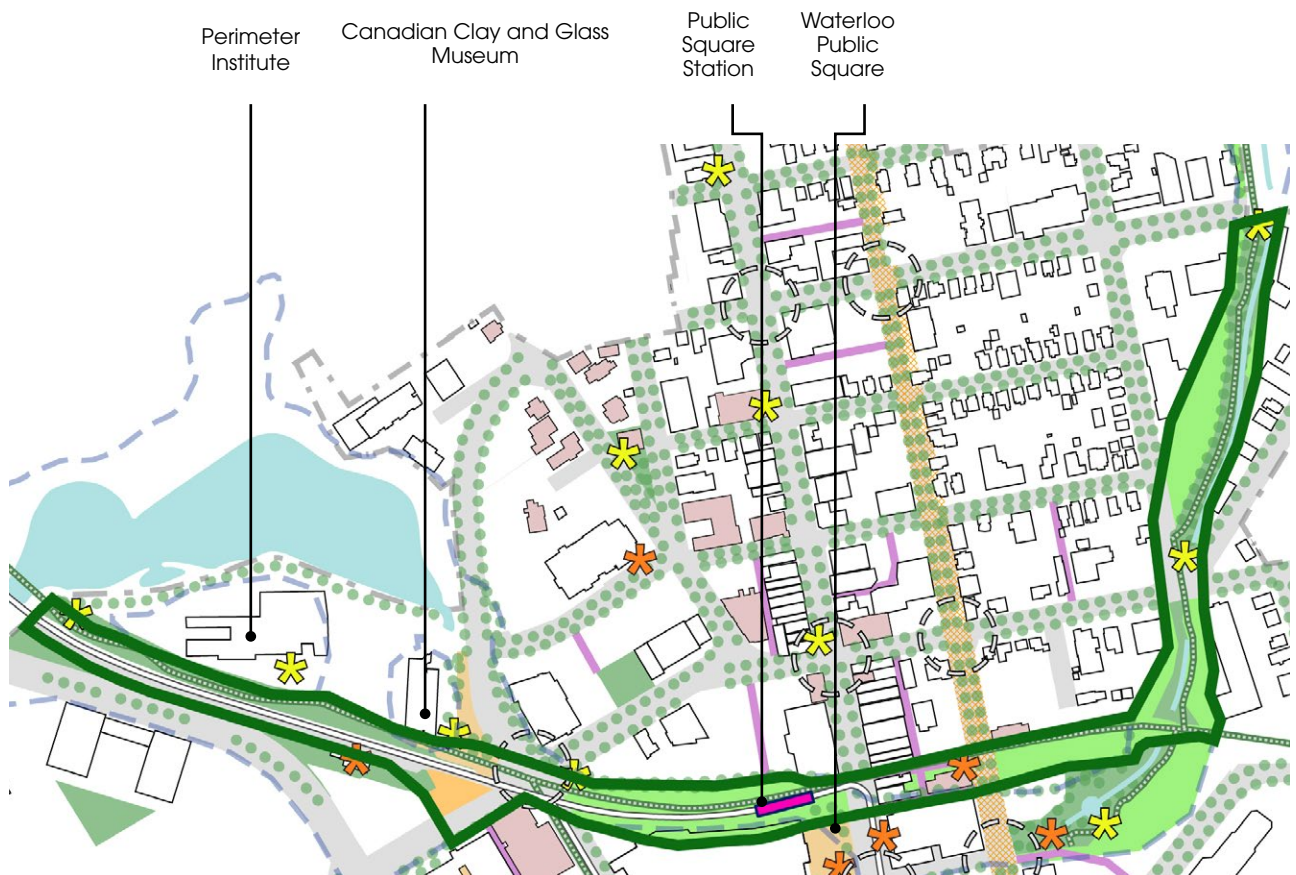 Perimeter
Institute
Canadian Clay and Glass
Museum
Public
Square
Station
Waterloo
Public
Square